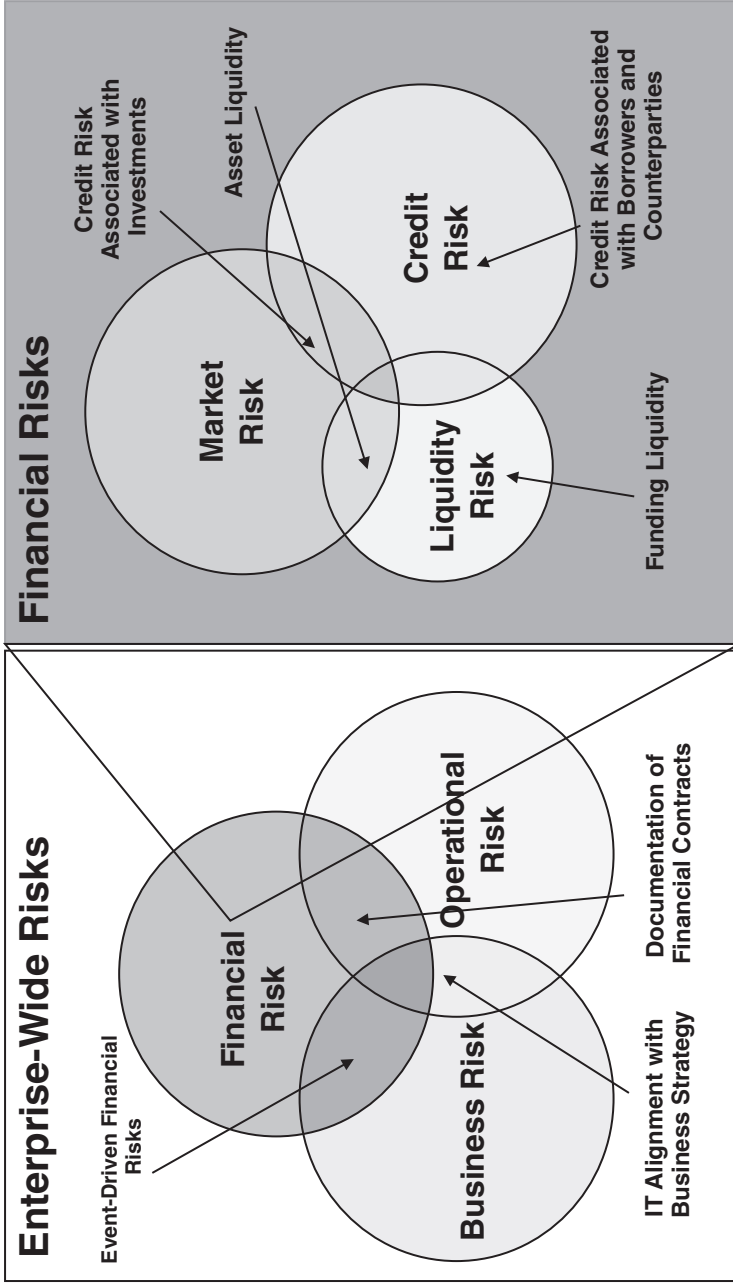 Enterprise-Wide Risks
Event-Driven Financial
Risks
Financial
Risk
Business Risk
Operational
Risk
IT Alignment with
Business Strategy
Documentation of
Financial Contracts
Financial Risks
Credit Risk
Associated with
Investments
Asset Liquidity
Market
Risk
Liquidity
Risk
Credit
Risk
Funding Liquidity
Credit Risk Associated
with Borrowers and
Counterparties